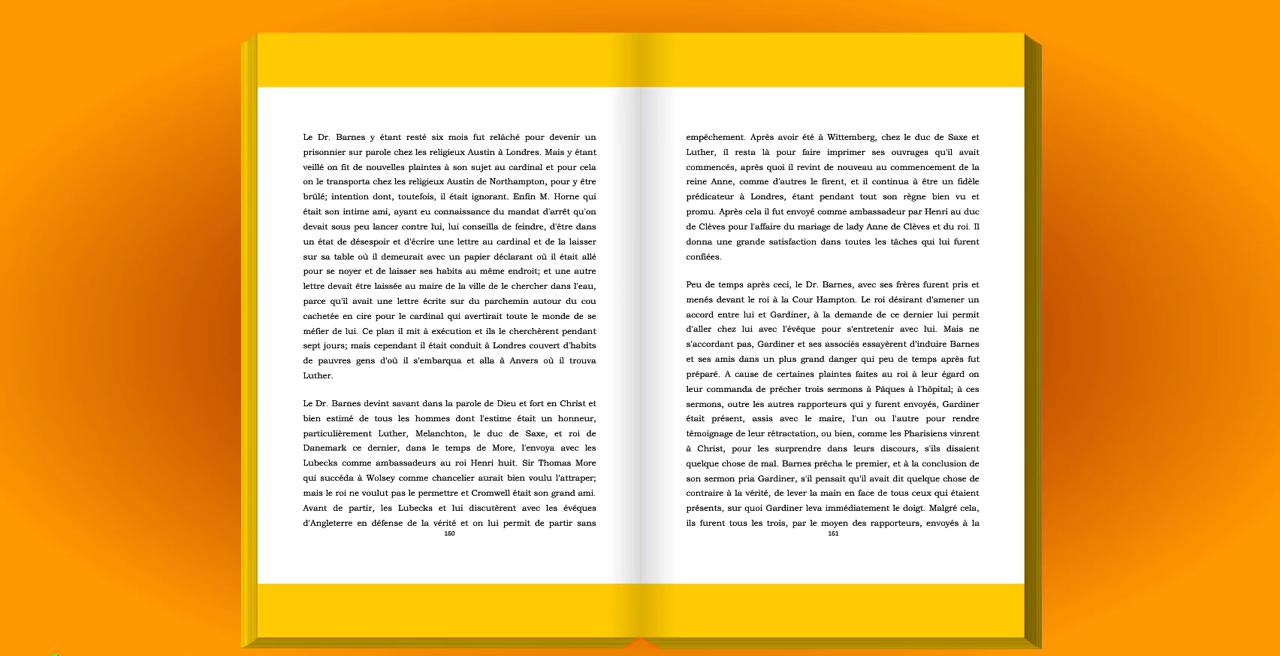 Le Dr. Barnes y étant resté six mois fut relâché pour devenir un
prisonnier sur parole chez les religieux Austin à Londres. Mais y étant
veillé on fit de nouvelles plaintes à son sujet au cardinal et pour cela
on le transporta chez les religieux Austin de Northampton, pour y être
brûlé; intention dont, toutefois, il était ignorant. Enfin M. Horne qui
était son intime ami, ayant eu connaissance du mandat d'arrêt qu'on
devait sous peu lancer contre lui, lui conseilla de feindre, d'être dans
un état de désespoir et d'écrire une lettre au cardinal et de la laisser
sur sa table où il demeurait avec un papier déclarant où il était allé
pour se noyer et de laisser ses habits au même endroit; et une autre
lettre devait être laissée au maire de la ville de le chercher dans l'eau,
parce qu'il avait une lettre écrite sur du parchemin autour du cou
cachetée en cire pour le cardinal qui avertirait toute le monde de se
méfier de lui. Ce plan il mit à exécution et ils le cherchèrent pendant
sept jours; mais cependant il était conduit à Londres couvert d'habits
de pauvres gens d'où il s'embarqua et alla à Anvers où il trouva
Luther.
Le Dr. Barnes devint savant dans la parole de Dieu et fort en Christ et
bien estimé de tous les hommes dont l'estime était un honneur,
particulièrement Luther, Melanchton, le duc de Saxe, et roi de
Danemark ce dernier, dans le temps de More, l'envoya avec les
Lubecks comme ambassadeurs au roi Henri huit. Sir Thomas More
qui succéda à Wolsey comme chancelier aurait bien voulu l'attraper;
mais le roi ne voulut pas le permettre et Cromwell était son grand ami.
Avant de partir, les Lubecks et lui discutèrent avec les évéques
d'Angleterre en défense de la vérité et on lui permit de partir sans
160
empêchement. Après avoir été à Wittemberg, chez le duc de Saxe et
Luther, il resta là pour faire imprimer ses ouvrages qu'il avait
commencés, après quoi il revint de nouveau au commencement de la
reine Anne, comme d'autres le firent, et il continua à être un fidèle
prédicateur à Londres, étant pendant tout son règne bien vu et
promu. Après cela il fut envoyé comme ambassadeur par Henri au duc
de Clèves pour l'affaire du mariage de lady Anne de Clèves et du roi. Il
donna une grande satisfaction dans toutes les tâches qui lui furent
confiées.
Peu de temps après ceci, le Dr. Barnes, avec ses frères furent pris et
menés devant le roi à la Cour Hampton. Le roi désirant d'amener un
accord entre lui et Gardiner, à la demande de ce dernier lui permit
d'aller chez lui avec l'évêque pour s'entretenir avec lui. Mais ne
s'accordant pas, Gardiner et ses associés essayèrent d'induire Barnes
et ses amis dans un plus grand danger qui peu de temps après fut
préparé. A cause de certaines plaintes faites au roi à leur égard on
leur commanda de prêcher trois sermons à Pâques à l'hôpital; à ces
sermons, outre les autres rapporteurs qui y furent envoyés, Gardiner
était présent, assis avec le maire, l'un ou l'autre pour rendre
témoignage de leur rétractation, ou bien, comme les Pharisiens vinrent
à Christ, pour les surprendre dans leurs discours, s'ils disaient
quelque chose de mal. Barnes prêcha le premier, et à la conclusion de
son sermon pria Gardiner, s'il pensait qu'il avait dit quelque chose de
contraire à la vérité, de lever la main en face de tous ceux qui étaient
présents, sur quoi Gardiner leva immédiatement le doigt. Malgré cela,
ils furent tous les trois, par le moyen des rapporteurs, envoyés à la
161